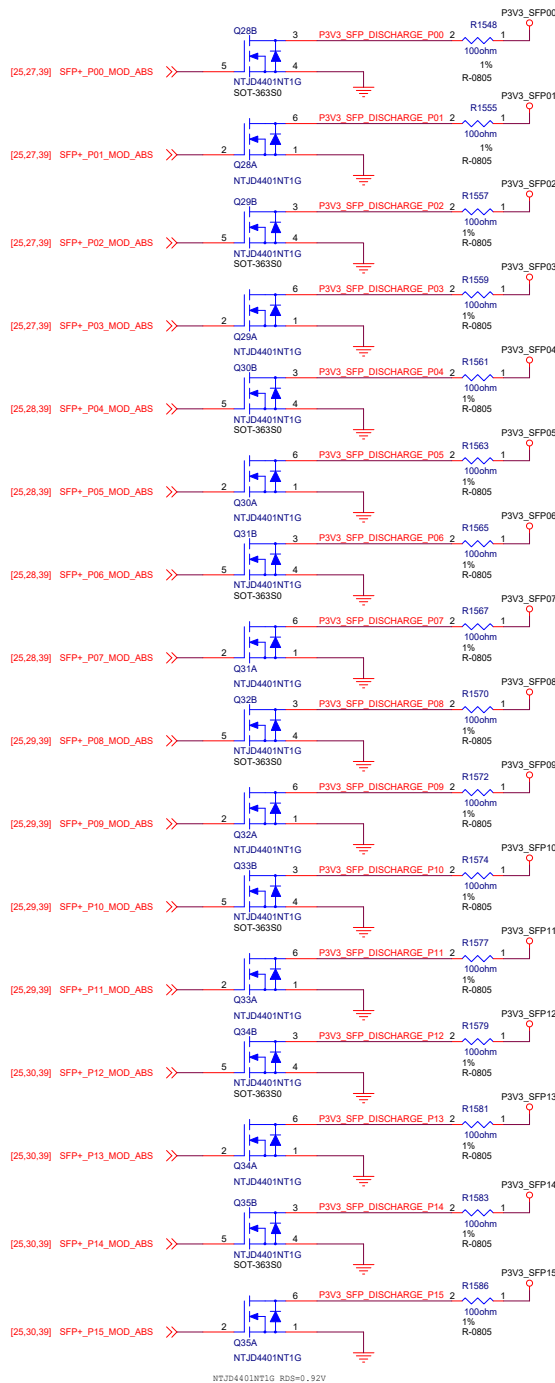 P3V3_SFP00
Q28B R1548
3 P3V3_SFP_DISCHARGE_P00 2 1
100ohm
[25,27,39] SFP+_P00_MOD_ABS 5 4 1%
NTJD4401NT1G R-0805
SOT-363S0
P3V3_SFP01
R1555
6 P3V3_SFP_DISCHARGE_P01 2 1
100ohm
[25,27,39] SFP+_P01_MOD_ABS 2 1 1%
Q28A R-0805
NTJD4401NT1G
P3V3_SFP02
Q29B R1557
3 P3V3_SFP_DISCHARGE_P02 2 1
100ohm
[25,27,39] SFP+_P02_MOD_ABS 5 4 1%
NTJD4401NT1G R-0805
SOT-363S0
P3V3_SFP03
R1559
6 P3V3_SFP_DISCHARGE_P03 2 1
100ohm
[25,27,39] SFP+_P03_MOD_ABS 2 1 1%
Q29A R-0805
NTJD4401NT1G
P3V3_SFP04
Q30B R1561
3 P3V3_SFP_DISCHARGE_P04 2 1
100ohm
[25,28,39] SFP+_P04_MOD_ABS 5 4 1%
NTJD4401NT1G R-0805
SOT-363S0
P3V3_SFP05
R1563
6 P3V3_SFP_DISCHARGE_P05 2 1
100ohm
[25,28,39] SFP+_P05_MOD_ABS 2 1 1%
Q30A R-0805
NTJD4401NT1G
P3V3_SFP06
Q31B R1565
3 P3V3_SFP_DISCHARGE_P06 2 1
100ohm
[25,28,39] SFP+_P06_MOD_ABS 5 4 1%
NTJD4401NT1G R-0805
SOT-363S0
P3V3_SFP07
R1567
6 P3V3_SFP_DISCHARGE_P07 2 1
100ohm
[25,28,39] SFP+_P07_MOD_ABS 2 1 1%
Q31A R-0805
NTJD4401NT1G
P3V3_SFP08
Q32B R1570
3 P3V3_SFP_DISCHARGE_P08 2 1
100ohm
[25,29,39] SFP+_P08_MOD_ABS 5 4 1%
NTJD4401NT1G R-0805
SOT-363S0
P3V3_SFP09
R1572
6 P3V3_SFP_DISCHARGE_P09 2 1
100ohm
[25,29,39] SFP+_P09_MOD_ABS 2 1 1%
Q32A R-0805
NTJD4401NT1G
P3V3_SFP10
Q33B R1574
3 P3V3_SFP_DISCHARGE_P10 2 1
100ohm
[25,29,39] SFP+_P10_MOD_ABS 5 4 1%
NTJD4401NT1G R-0805
SOT-363S0
P3V3_SFP11
R1577
6 P3V3_SFP_DISCHARGE_P11 2 1
100ohm
[25,29,39] SFP+_P11_MOD_ABS 2 1 1%
Q33A R-0805
NTJD4401NT1G
P3V3_SFP12
Q34B R1579
3 P3V3_SFP_DISCHARGE_P12 2 1
100ohm
[25,30,39] SFP+_P12_MOD_ABS 5 4 1%
NTJD4401NT1G R-0805
SOT-363S0
P3V3_SFP13
R1581
6 P3V3_SFP_DISCHARGE_P13 2 1
100ohm
[25,30,39] SFP+_P13_MOD_ABS 2 1 1%
Q34A R-0805
NTJD4401NT1G
P3V3_SFP14
Q35B R1583
3 P3V3_SFP_DISCHARGE_P14 2 1
100ohm
[25,30,39] SFP+_P14_MOD_ABS 5 4 1%
NTJD4401NT1G R-0805
SOT-363S0
P3V3_SFP15
R1586
6 P3V3_SFP_DISCHARGE_P15 2 1
100ohm
[25,30,39] SFP+_P15_MOD_ABS 2 1 1%
Q35A R-0805
NTJD4401NT1G
NTJD4401NT1G RDS=0.92V